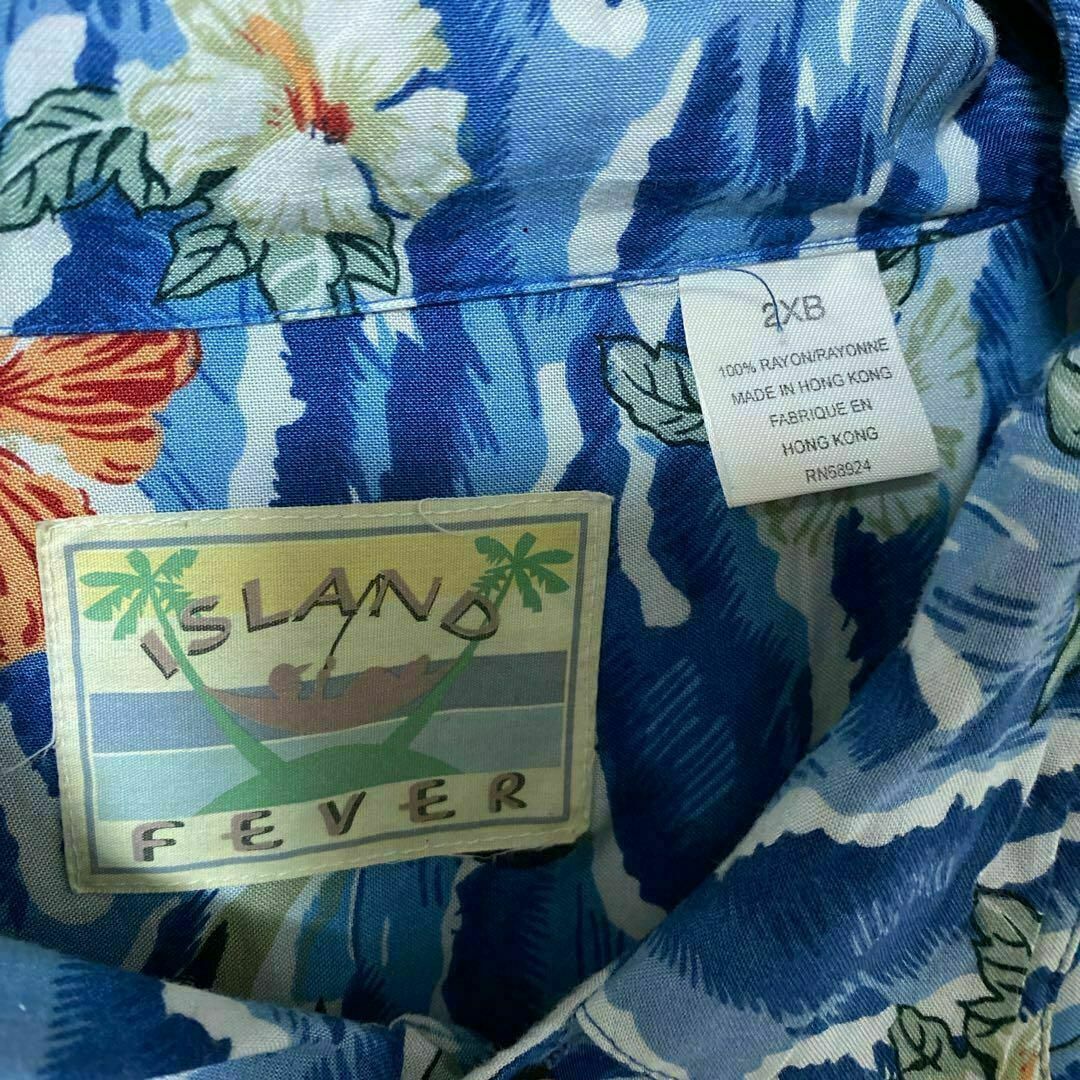 2XB
100% RAYON/RAYONNE
MADE IN HONG KONG
FABRIQUE EN
HONG KONG
RN68924
ISLAND
FEVER